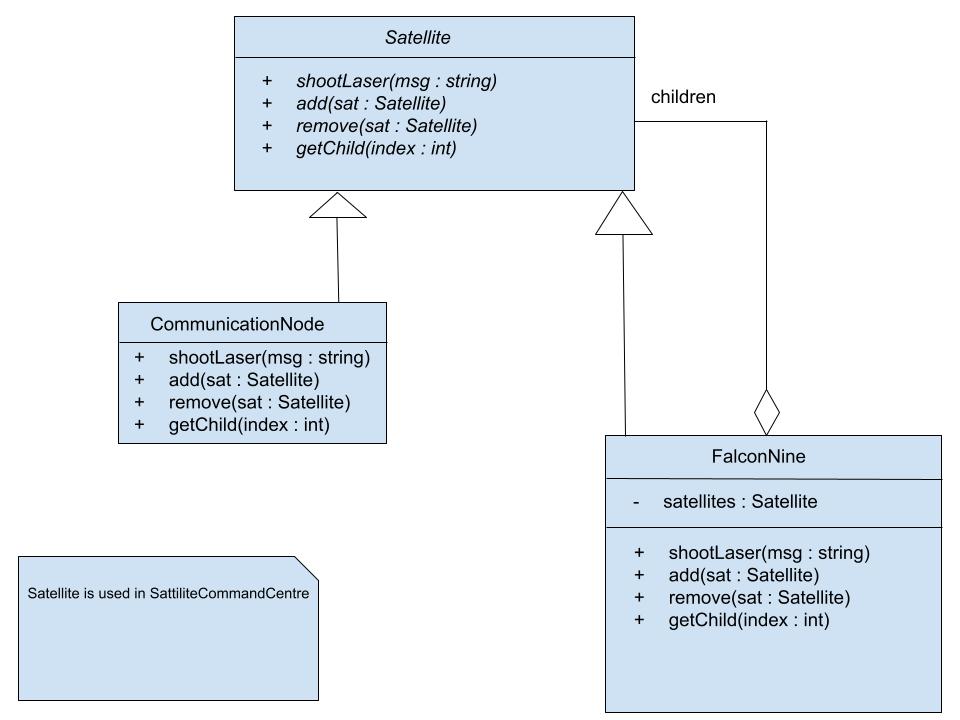 Satellite
+ shootLaser(msg : string)
+ add(sat : Satellite)
+ remove(sat : Satellite)
+ getChild(index : int)
children
CommunicationNode
+ shootLaser(msg : string)
+ add(sat : Satellite)
+ remove(sat : Satellite)
+ getChild(index : int)
FalconNine
- satellites : Satellite
+ shootLaser(msg : string)
+ add(sat : Satellite)
+ remove(sat : Satellite)
+ getChild(index : int)
Satellite is used in SattiliteCommandCentre